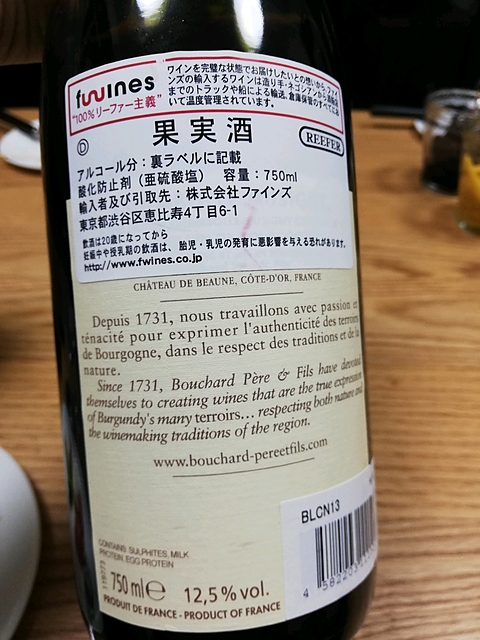 fwines
"100%リーファー主義"
ワインを完璧な状態でお届けしたいとの想いから、ファイ
ンズの輸入するワインは造り手・ネゴシアンから直輸送
までのトラックや船による輸送、倉庫保管のすべてにお
いて温度管理されています。
果実酒
REEFER
D
アルコール分：裏ラベルに記載
酸化防止剤（亜硫酸塩） 容量：750ml
輸入者及び引取先：株式会社ファインズ
東京都渋谷区恵比寿4丁目6-1
飲酒は20歳になってから
妊娠中や授乳期の飲酒は、胎児・乳児の発育に悪影響を与える恐れがあります。
http://www.fwines.co.jp
CHÂTEAU DE BEAUNE, CÔTE-D'OR, FRANCE
Depuis 1731, nous travaillons avec passion et
ténacité pour exprimer l'authenticité des terroirs
de Bourgogne, dans le respect des traditions et de la
nature.
Since 1731, Bouchard Père & Fils have devoted
themselves to creating wines that are the true expression
of Burgundy's many terroirs... respecting both nature and
the winemaking traditions of the region.
www.bouchard-pereetfils.com
BLCN13
CONTAINS: SULPHITES, MILK
PROTEIN, EGG PROTEIN
750 ml e 12,5 % vol.
PRODUIT DE FRANCE - PRODUCT OF FRANCE